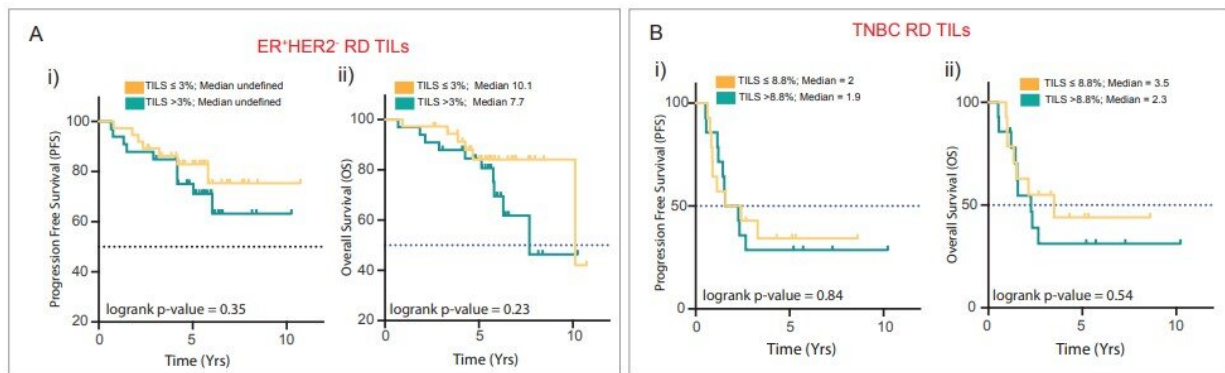 A
ER⁺HER2⁻ RD TILs
i)
TILS ≤ 3%; Median undefined
TILS >3%; Median undefined
Progression Free Survival (PFS)
100
80
60
40
20
logrank p-value = 0.35
0
5
10
Time (Yrs)
ii)
TILS ≤ 3%; Median 10.1
TILS >3%; Median 7.7
Overall Survival (OS)
100
80
60
40
20
logrank p-value = 0.23
0
5
10
Time (Yrs)
B
TNBC RD TILs
i)
TILS ≤ 8.8%; Median = 2
TILS >8.8%; Median = 1.9
Progression Free Survival (PFS)
100
50
0
logrank p-value = 0.84
0
5
10
Time (Yrs)
ii)
TILS ≤ 8.8%; Median = 3.5
TILS >8.8%; Median = 2.3
Overall Survival (OS)
100
50
0
logrank p-value = 0.54
0
5
10
Time (Yrs)